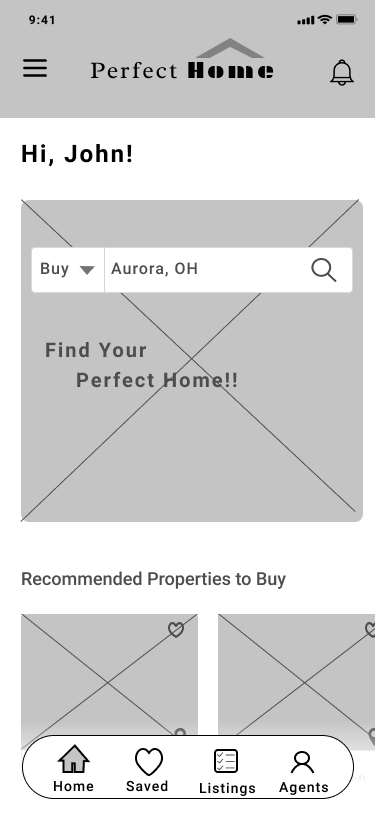 9:41
Perfect Home
Hi, John!
Buy
Aurora, OH
Find Your
Perfect Home!!
Recommended Properties to Buy
Home
Saved
Listings
Agents